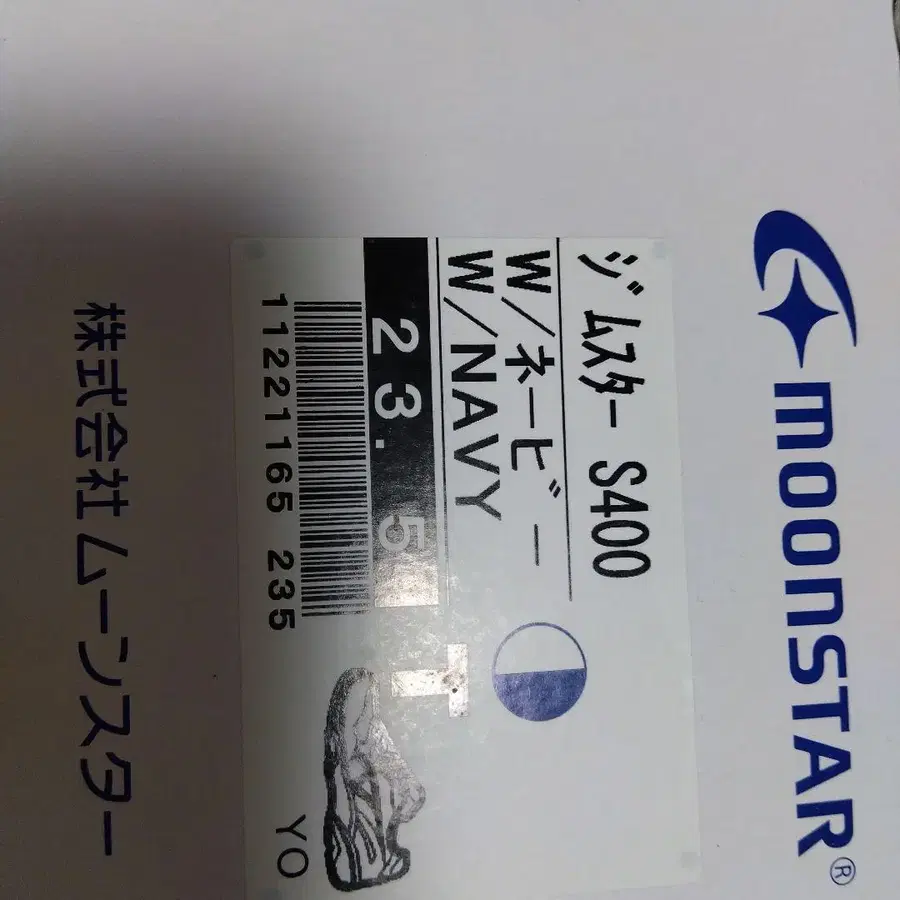 MOONSTAR®
ジムスター S400
W/ネービー
W/NAVY
23.5
11221165 235
YO
株式会社ムーンスター